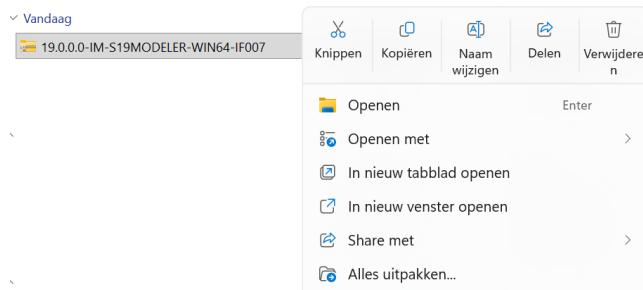 Vandaag
19.0.0.0-IM-S19MODELER-WIN64-IF007
Knippen
Kopiëren
Naam
wijzigen
Delen
Verwijdere
n
Openen Enter
Openen met
In nieuw tabblad openen
In nieuw venster openen
Share met
Alles uitpakken...